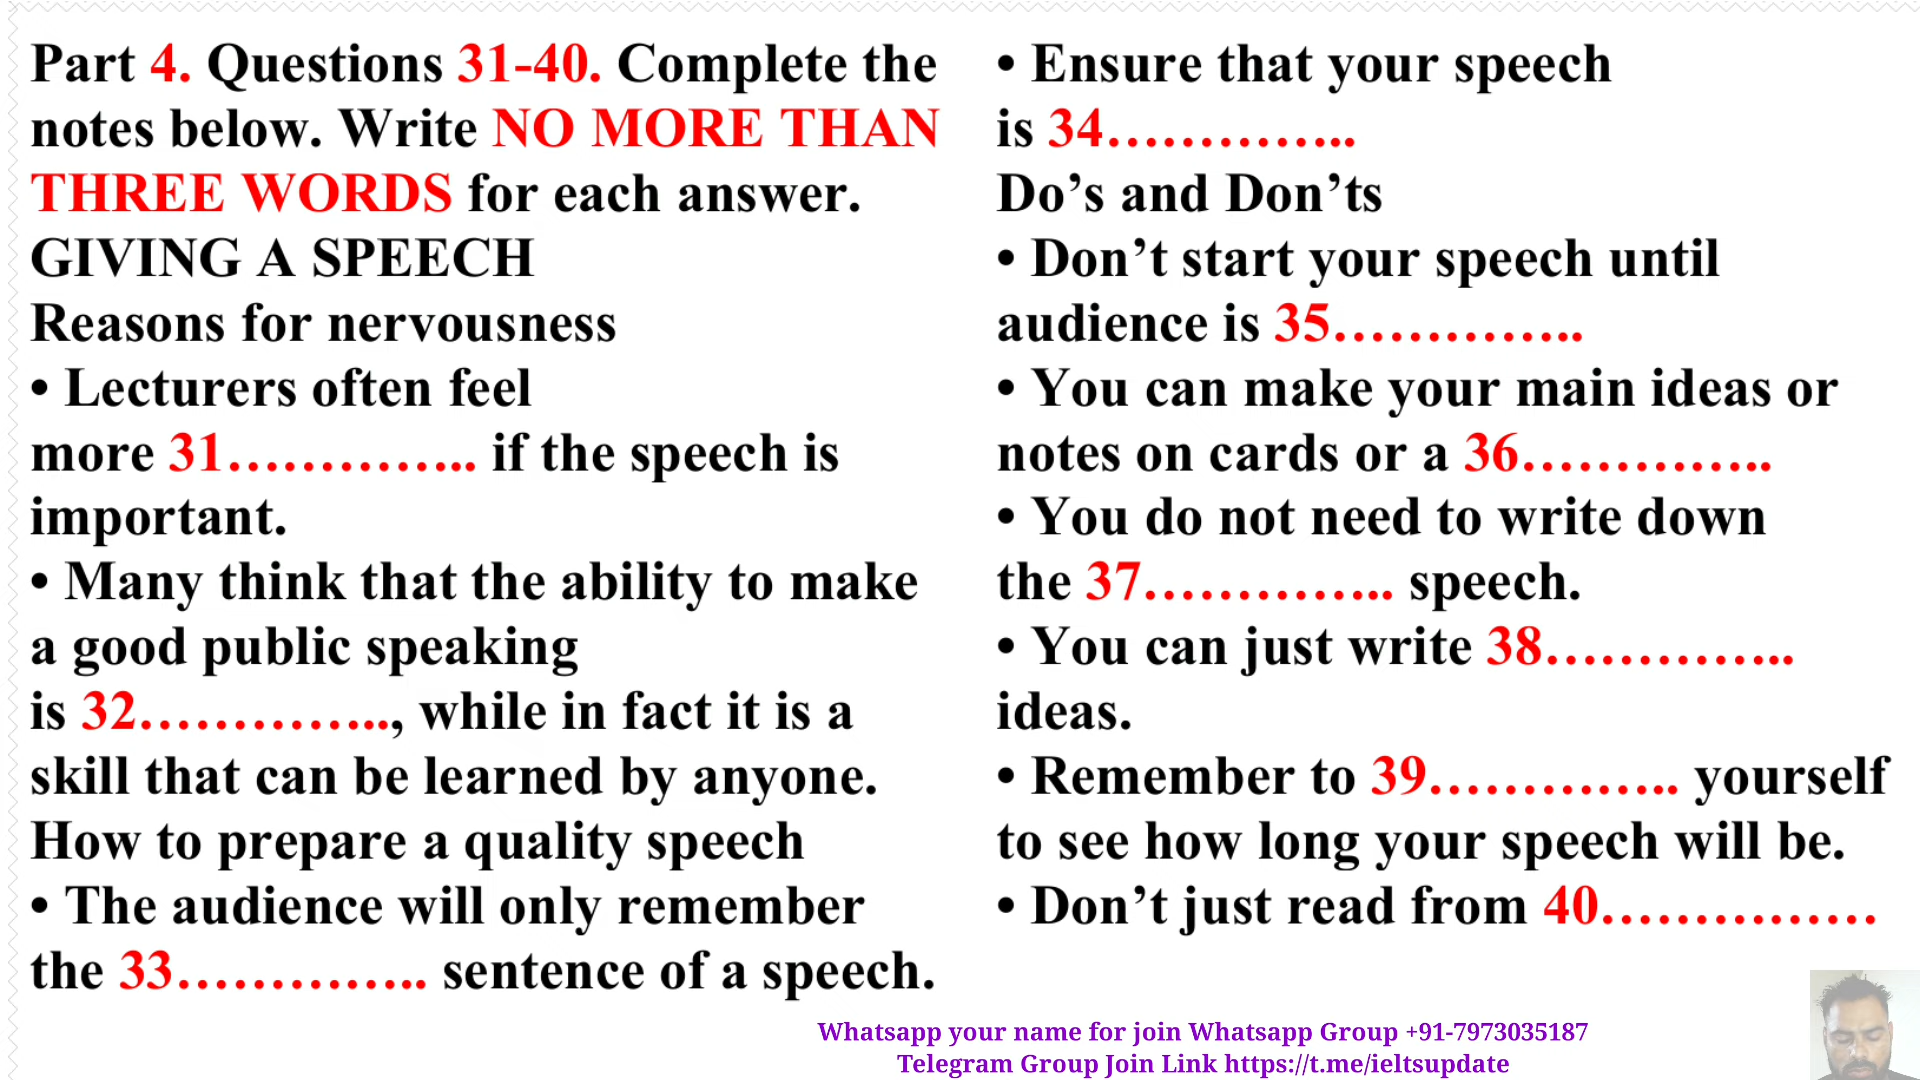 Part 4. Questions 31-40. Complete the
notes below. Write NO MORE THAN
THREE WORDS for each answer.
GIVING A SPEECH
Reasons for nervousness
• Lecturers often feel
more 31………….. if the speech is
important.
• Many think that the ability to make
a good public speaking
is 32………….., while in fact it is a
skill that can be learned by anyone.
How to prepare a quality speech
• The audience will only remember
the 33………….. sentence of a speech.
• Ensure that your speech
is 34…………..
Do’s and Don’ts
• Don’t start your speech until
audience is 35…………..
• You can make your main ideas or
notes on cards or a 36…………..
• You do not need to write down
the 37………….. speech.
• You can just write 38…………..
ideas.
• Remember to 39………….. yourself
to see how long your speech will be.
• Don’t just read from 40……………
Whatsapp your name for join Whatsapp Group +91-7973035187
Telegram Group Join Link https://t.me/ieltsupdate